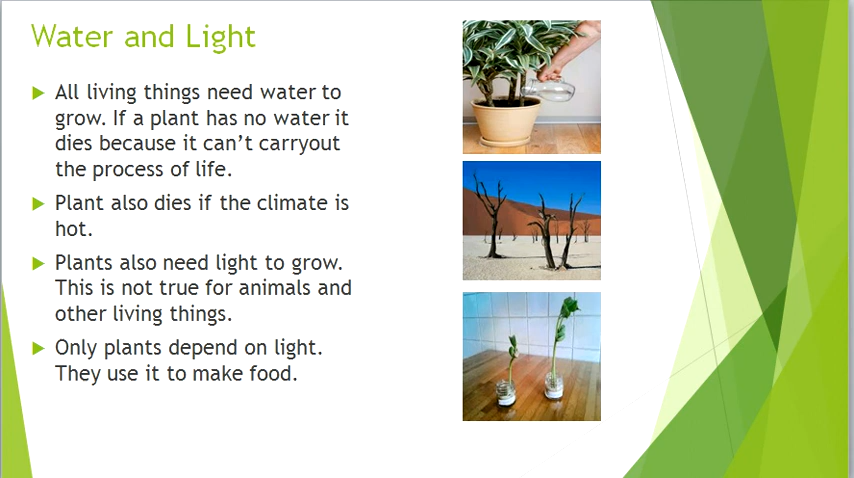 Water and Light
All living things need water to
grow. If a plant has no water it
dies because it can't carryout
the process of life.
Plant also dies if the climate is
hot.
Plants also need light to grow.
This is not true for animals and
other living things.
Only plants depend on light.
They use it to make food.